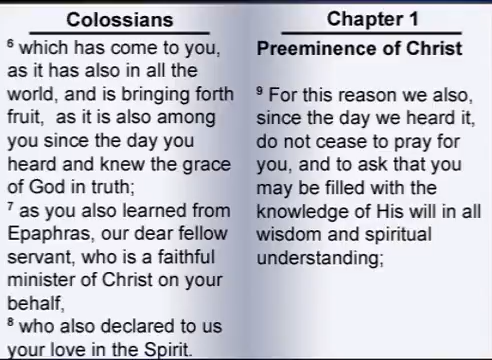 Colossians
⁶ which has come to you,
as it has also in all the
world, and is bringing forth
fruit,  as it is also among
you since the day you
heard and knew the grace
of God in truth;
⁷ as you also learned from
Epaphras, our dear fellow
servant, who is a faithful
minister of Christ on your
behalf,
⁸ who also declared to us
your love in the Spirit.
Chapter 1
Preeminence of Christ
⁹ For this reason we also,
since the day we heard it,
do not cease to pray for
you, and to ask that you
may be filled with the
knowledge of His will in all
wisdom and spiritual
understanding;